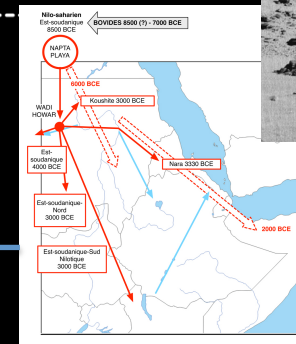 Nilo-saharien
Est-soudanique
8500 BCE
BOVIDES 8500 (?) - 7000 BCE
NAPTA
PLAYA
6000 BCE
Koushite 3000 BCE
WADI
HOWAR
Est-
soudanique
4000 BCE
Nara 3330 BCE
Est-soudanique-
Nord
3000 BCE
2000 BCE
Est-soudanique-Sud
Nilotique
3000 BCE